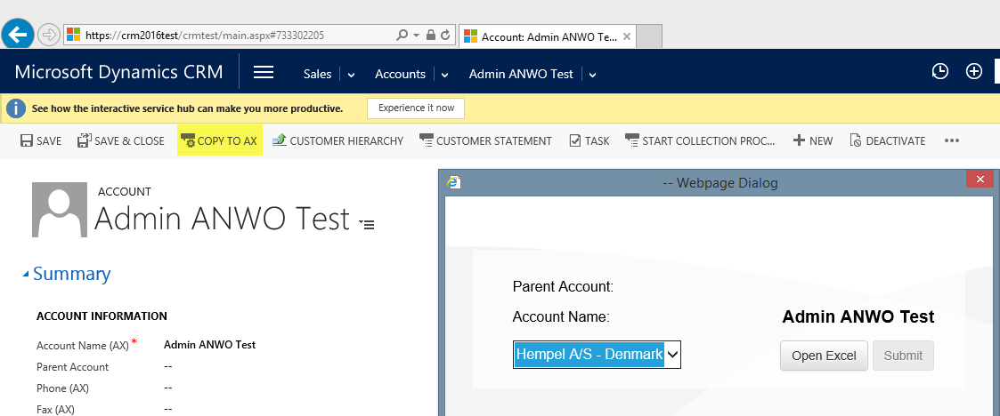 https://crm2016test/crmtest/main.aspx#733302205
Account: Admin ANWO Te...
Microsoft Dynamics CRM
Sales
Accounts
Admin ANWO Test
See how the interactive service hub can make you more productive.
Experience it now
SAVE
SAVE & CLOSE
COPY TO AX
CUSTOMER HIERARCHY
CUSTOMER STATEMENT
TASK
START COLLECTION PROC...
NEW
DEACTIVATE
ACCOUNT
Admin ANWO Test
Summary
ACCOUNT INFORMATION
Account Name (AX)* Admin ANWO Test
Parent Account --
Phone (AX) --
Fax (AX) --
-- Webpage Dialog
Parent Account:
Account Name: Admin ANWO Test
Hempel A/S - Denmark
Open Excel
Submit